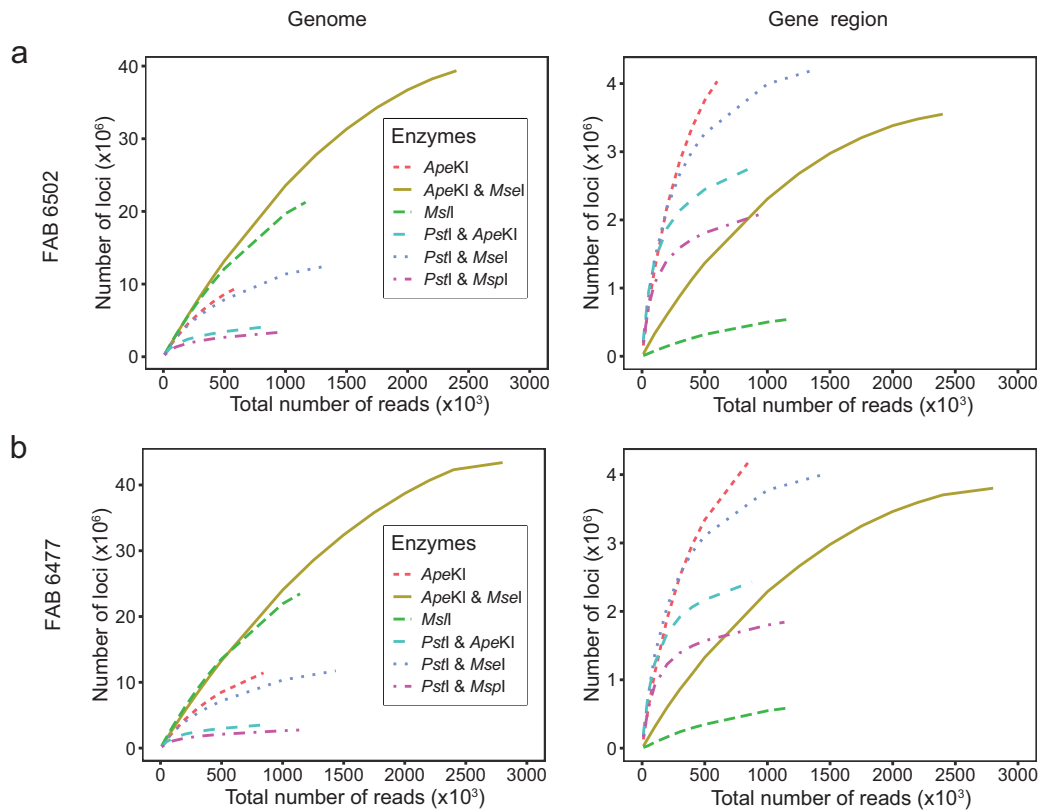 Genome
Gene region
a
FAB 6502
Number of loci (x10⁶)
40
30
20
10
0
Enzymes
ApeKI
ApeKI & MseI
MslI
PstI & ApeKI
PstI & MseI
PstI & MspI
0 500 1000 1500 2000 2500 3000
Total number of reads (x10³)
Number of loci (x10⁶)
4
3
2
1
0
0 500 1000 1500 2000 2500 3000
Total number of reads (x10³)
b
FAB 6477
Number of loci (x10⁶)
40
30
20
10
0
Enzymes
ApeKI
ApeKI & MseI
MslI
PstI & ApeKI
PstI & MseI
PstI & MspI
0 500 1000 1500 2000 2500 3000
Total number of reads (x10³)
Number of loci (x10⁶)
4
3
2
1
0
0 500 1000 1500 2000 2500 3000
Total number of reads (x10³)